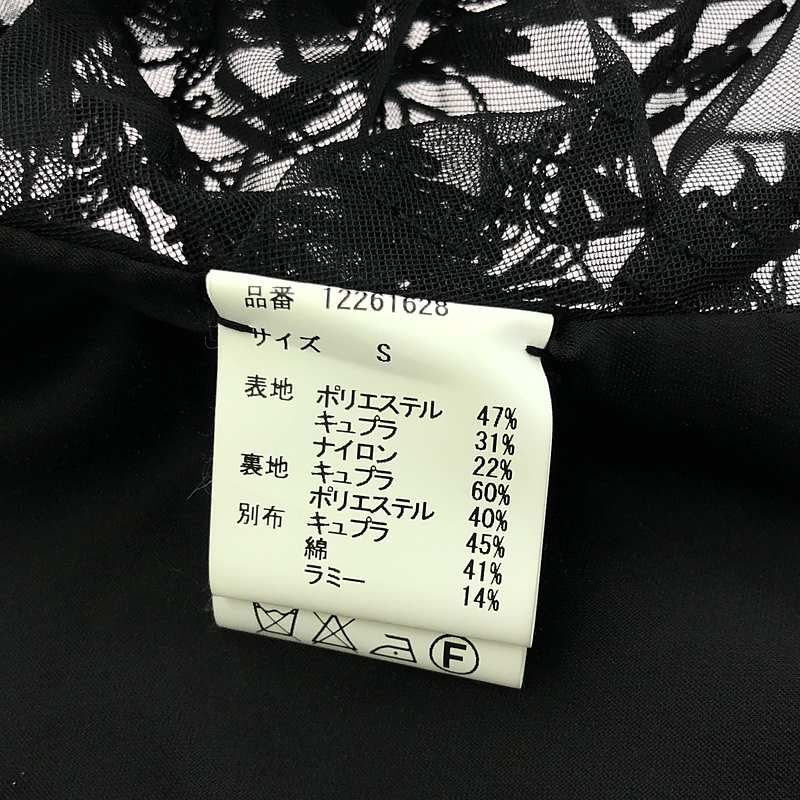 品番 12261628
サイズ S
表地 ポリエステル 47%
キュプラ 31%
ナイロン 22%
裏地 キュプラ 60%
ポリエステル 40%
別布 キュプラ 45%
綿 41%
ラミー 14%
F